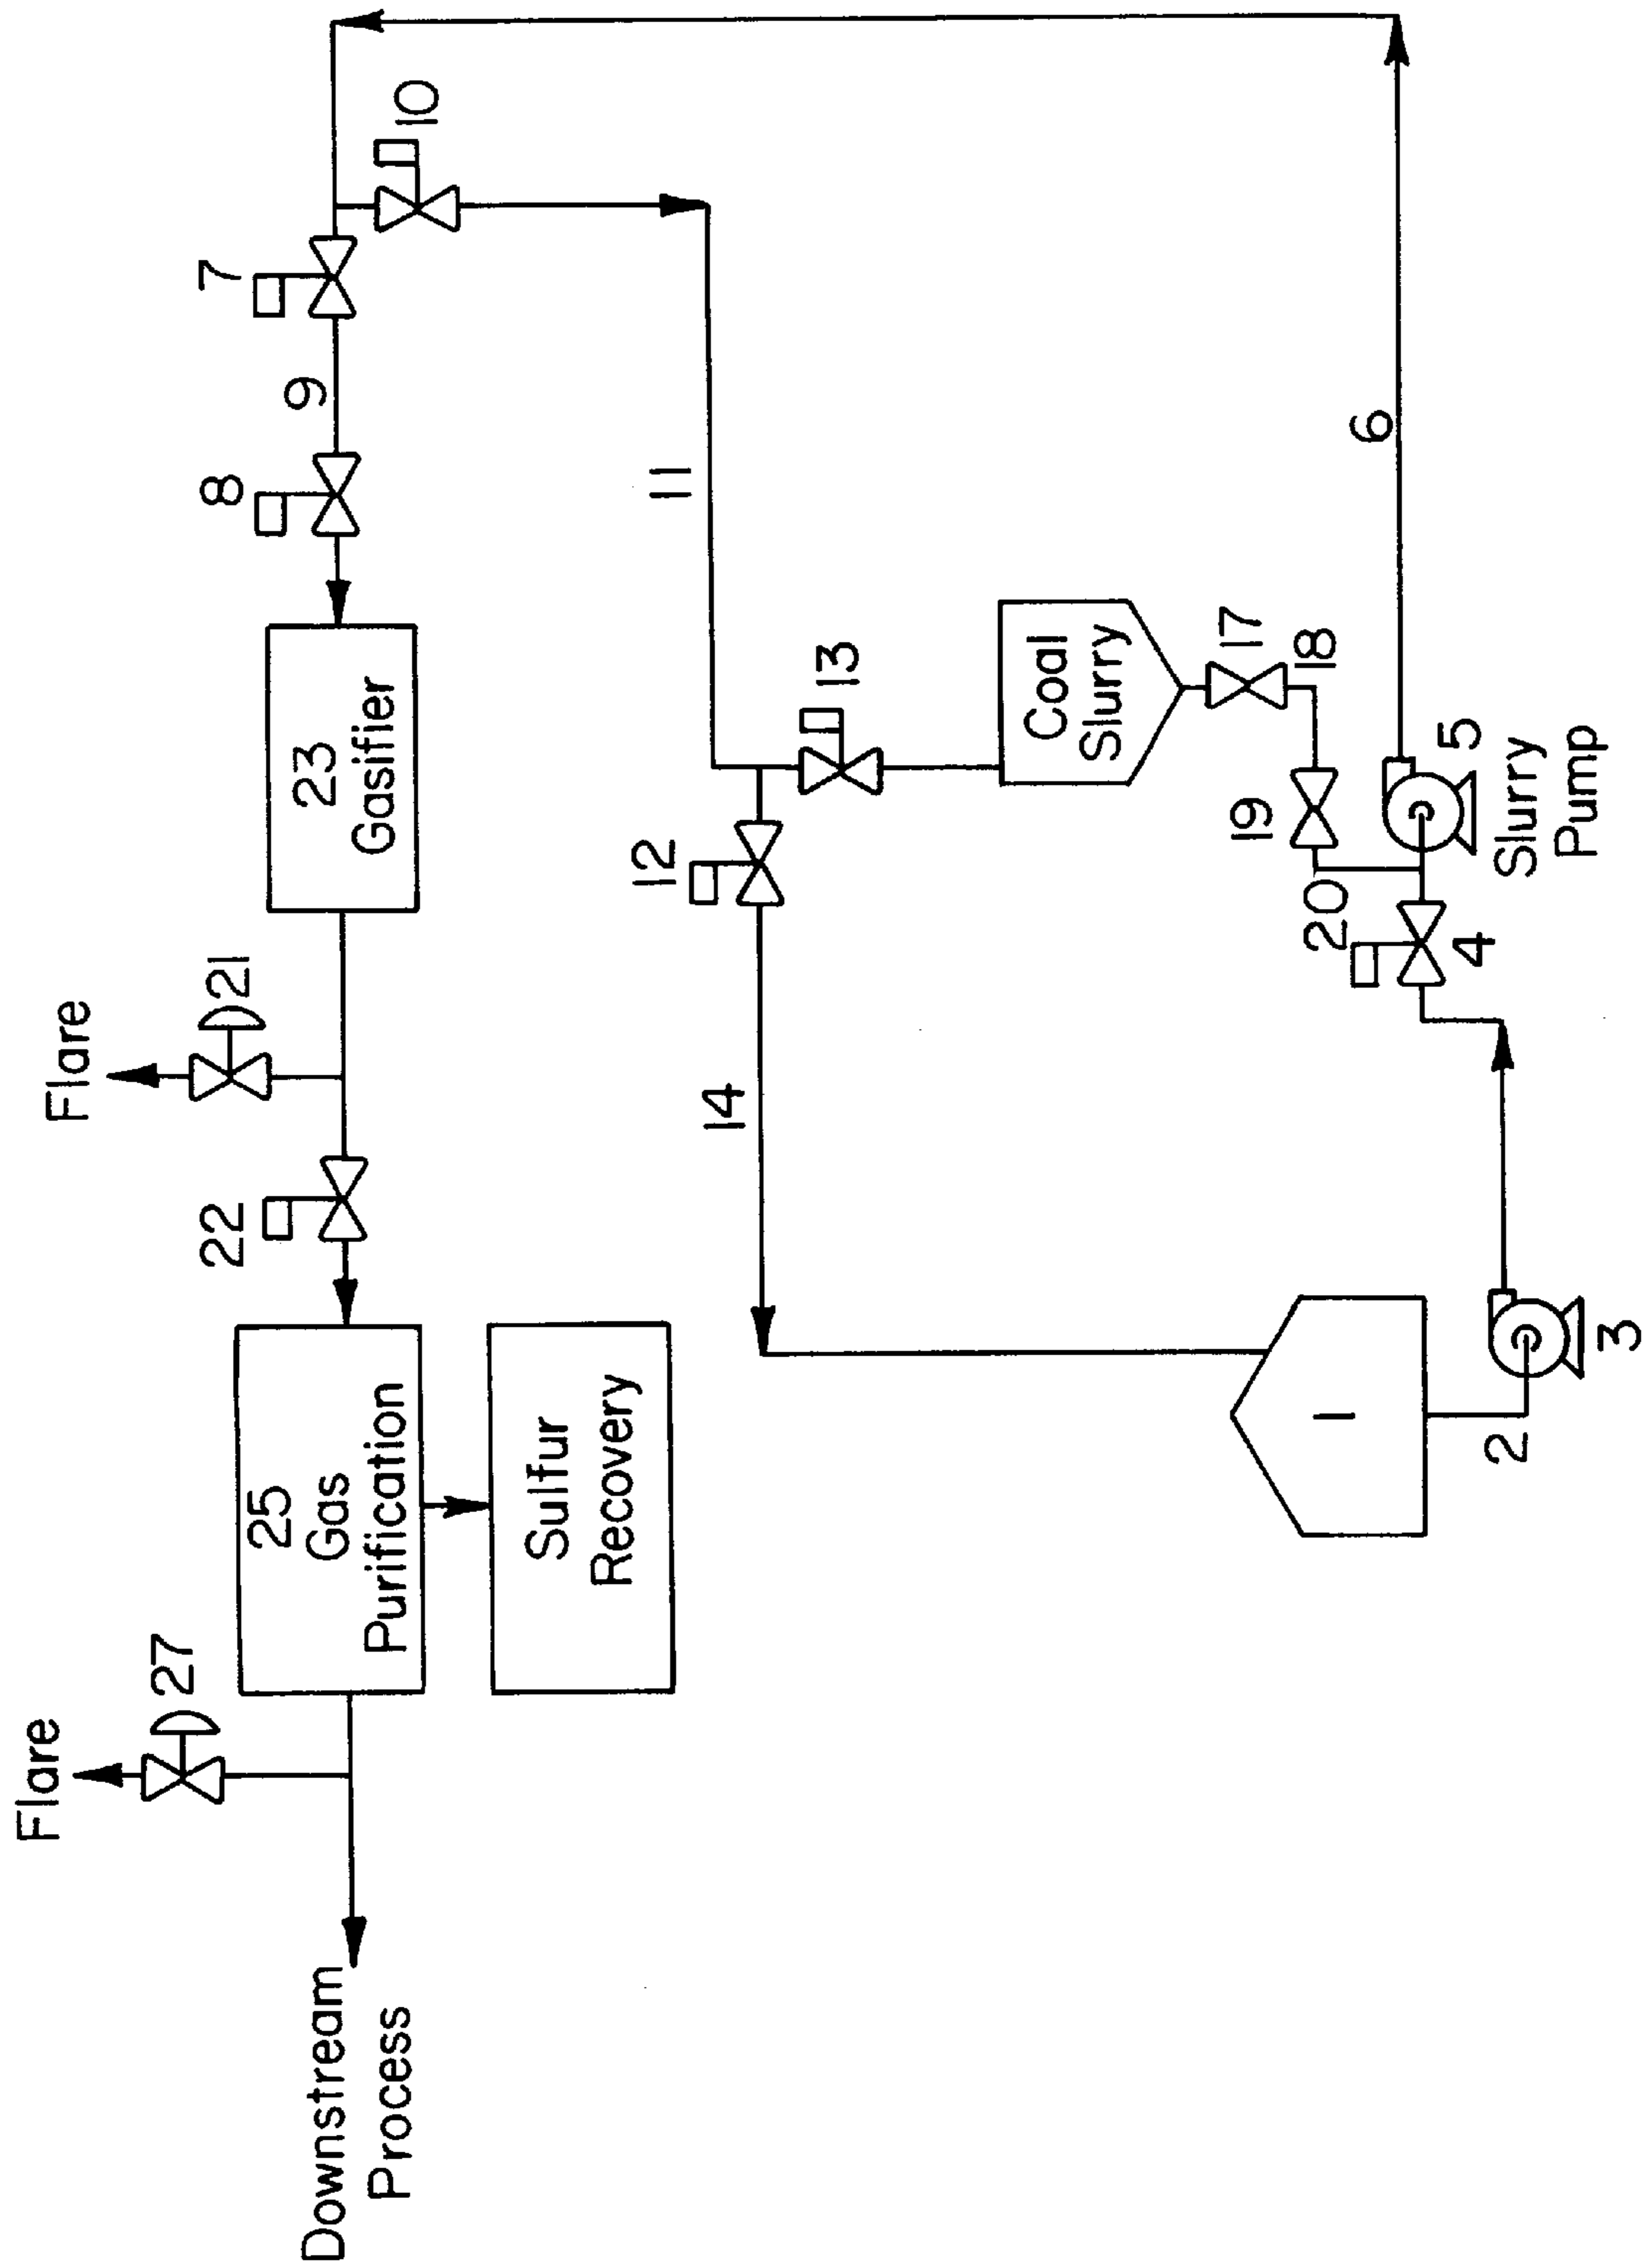 Flare
Flare
27
22
21
8
7
25
Gas
Purification
23
Gasifier
9
10
Downstream
Process
Sulfur
Recovery
12
11
14
13
Coal
Slurry
17
18
19
20
1
6
5
Slurry
Pump
4
2
3